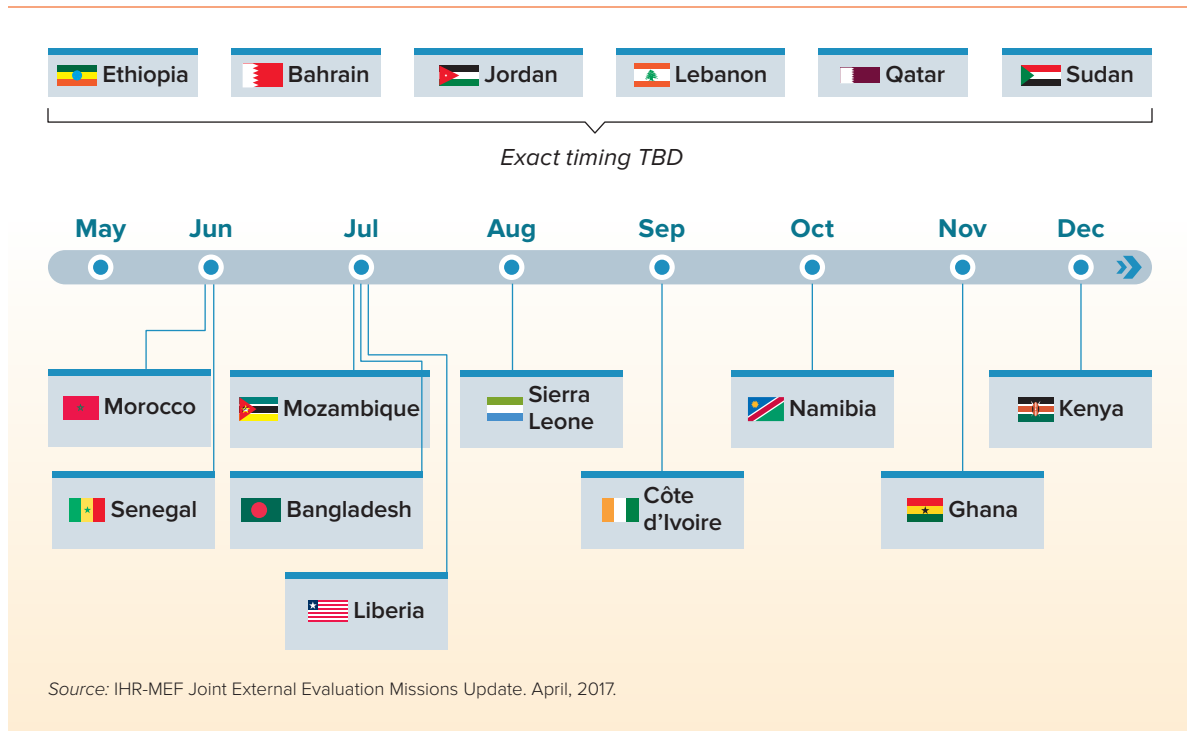 Ethiopia
Bahrain
Jordan
Lebanon
Qatar
Sudan
Exact timing TBD
May
Jun
Jul
Aug
Sep
Oct
Nov
Dec
Morocco
Mozambique
Sierra
Leone
Namibia
Kenya
Senegal
Bangladesh
Côte
d’Ivoire
Ghana
Liberia
Source: IHR-MEF Joint External Evaluation Missions Update. April, 2017.